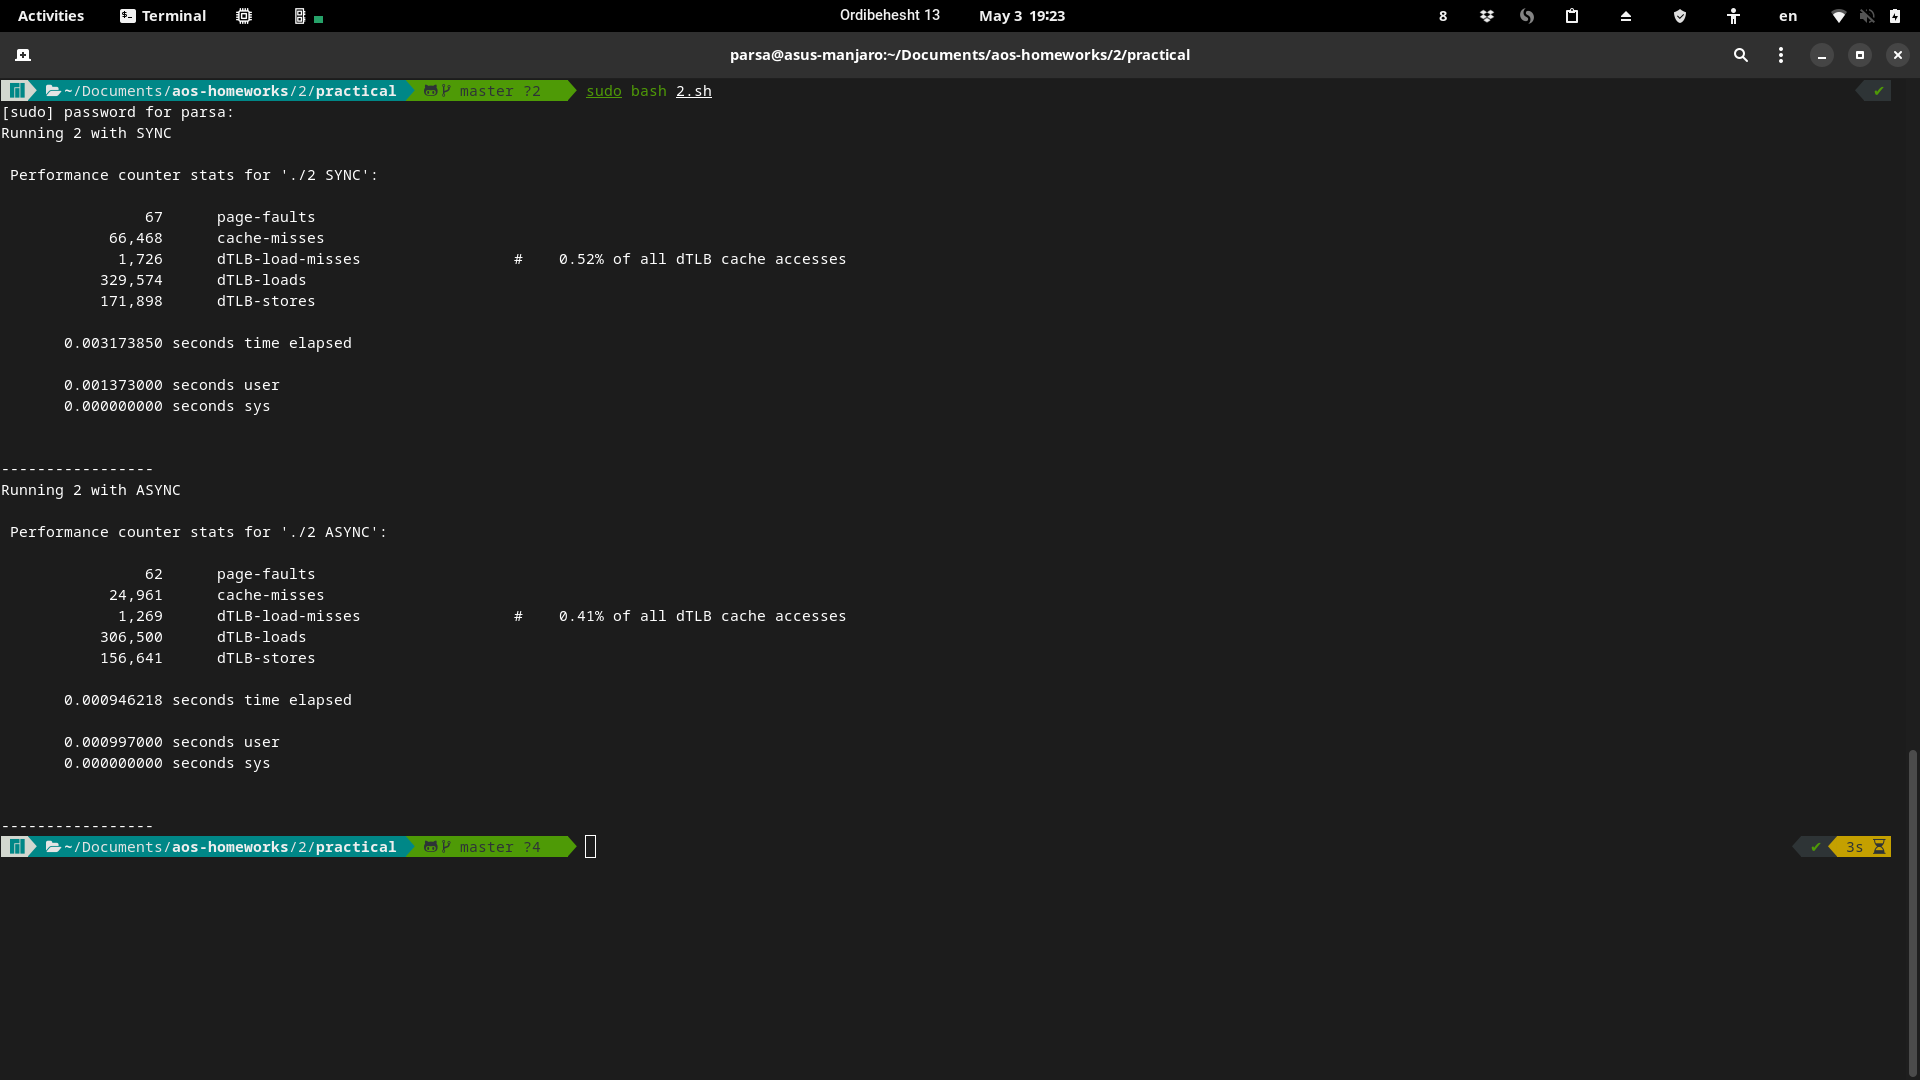 Activities Terminal Ordibehesht 13 May 3 19:23 8 en
parsa@asus-manjaro:~/Documents/aos-homeworks/2/practical
~/Documents/aos-homeworks/2/practical master ?2 sudo bash 2.sh ✔
[sudo] password for parsa:
Running 2 with SYNC
Performance counter stats for './2 SYNC':
67 page-faults
66,468 cache-misses
1,726 dTLB-load-misses # 0.52% of all dTLB cache accesses
329,574 dTLB-loads
171,898 dTLB-stores
0.003173850 seconds time elapsed
0.001373000 seconds user
0.000000000 seconds sys
-----------------
Running 2 with ASYNC
Performance counter stats for './2 ASYNC':
62 page-faults
24,961 cache-misses
1,269 dTLB-load-misses # 0.41% of all dTLB cache accesses
306,500 dTLB-loads
156,641 dTLB-stores
0.000946218 seconds time elapsed
0.000997000 seconds user
0.000000000 seconds sys
-----------------
~/Documents/aos-homeworks/2/practical master ?4 ✔ 3s